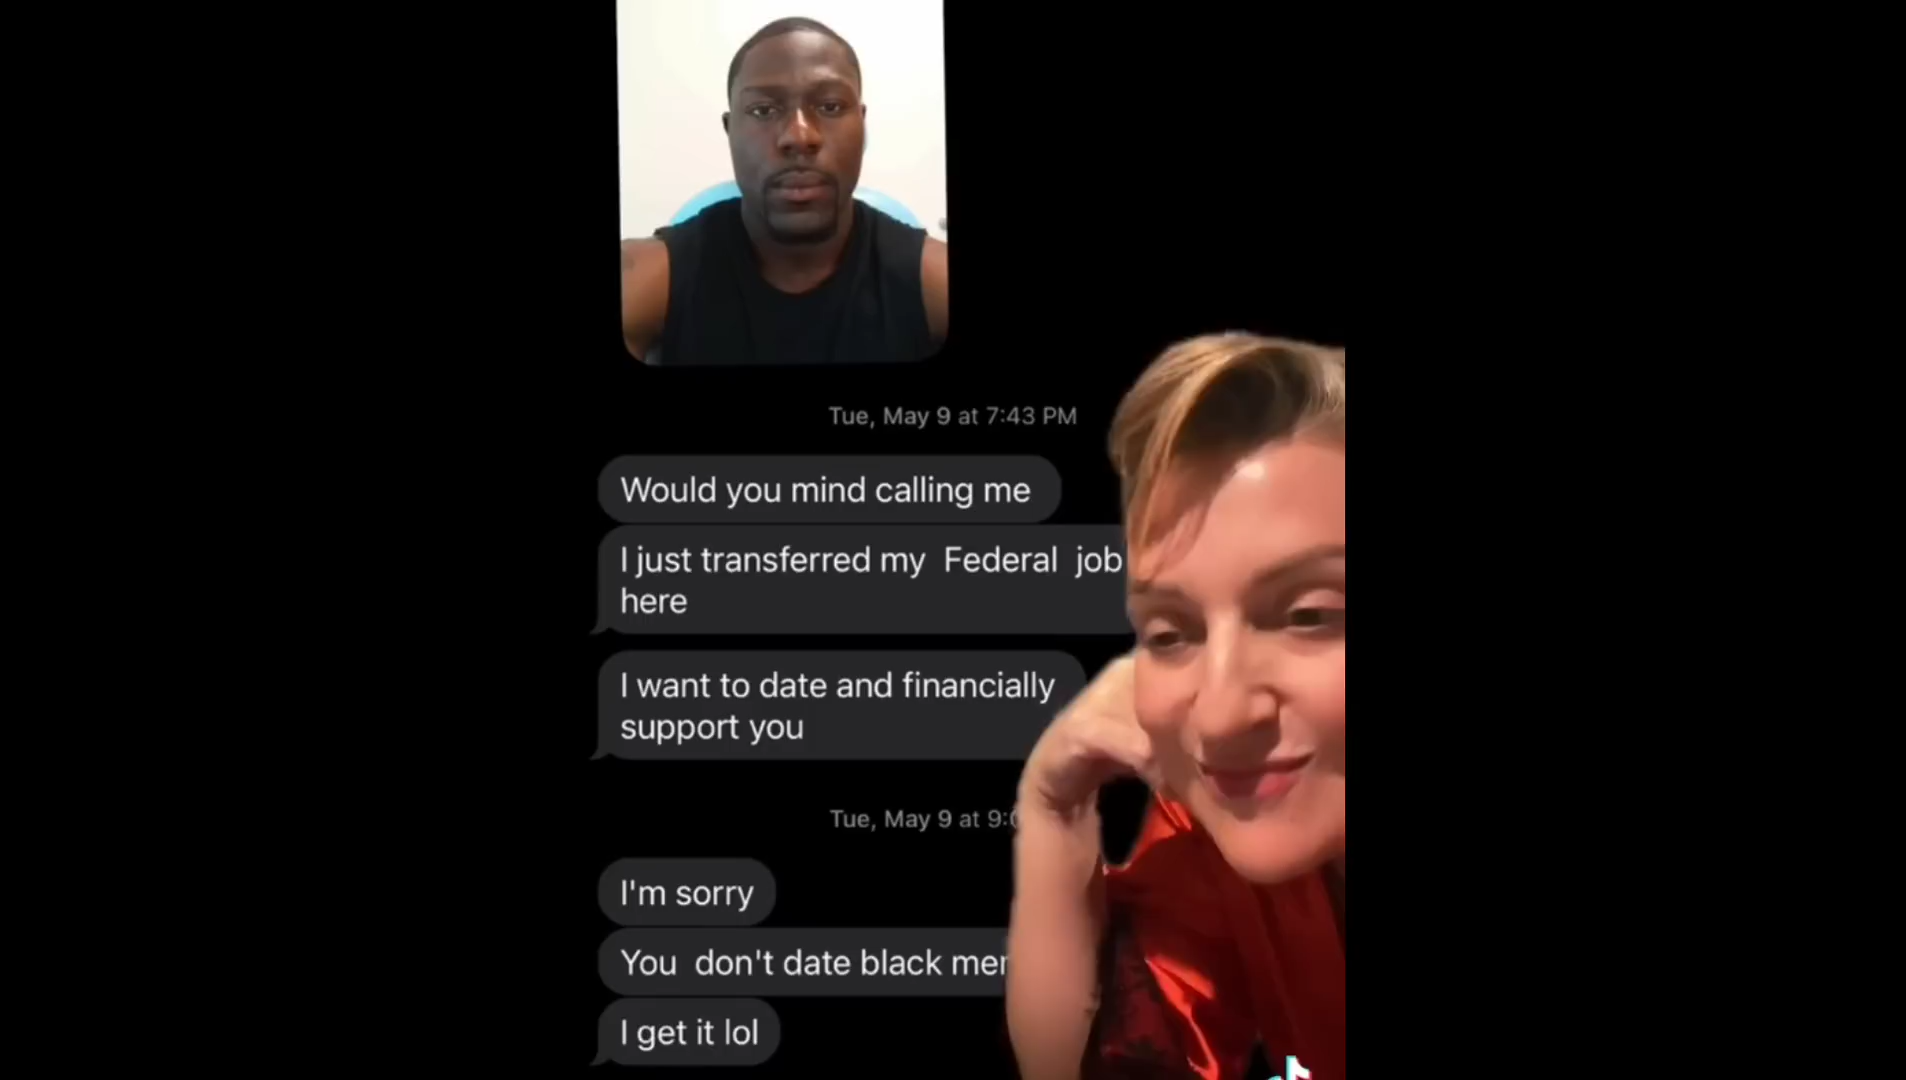 Tue, May 9 at 7:43 PM
Would you mind calling me
I just transferred my  Federal  job
here
I want to date and financially
support you
Tue, May 9 at
I'm sorry
You  don't date black
I get it lol